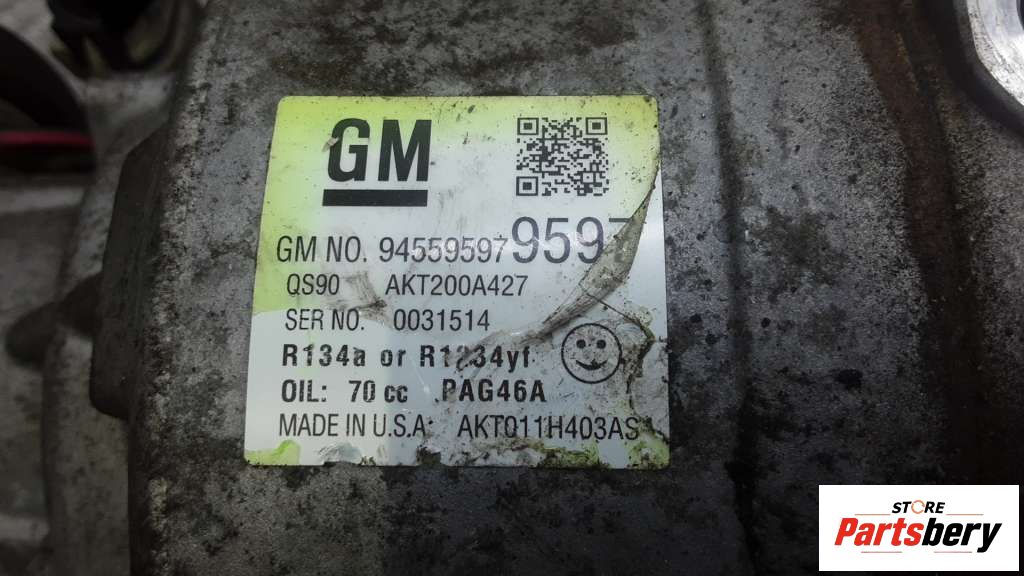 GM
GM NO. 94559597 9597
QS90 AKT200A427
SER NO. 0031514
R134a or R1234yf
OIL: 70 cc PAG46A
MADE IN U.S.A: AKT011H403AS
STORE
Partsbery